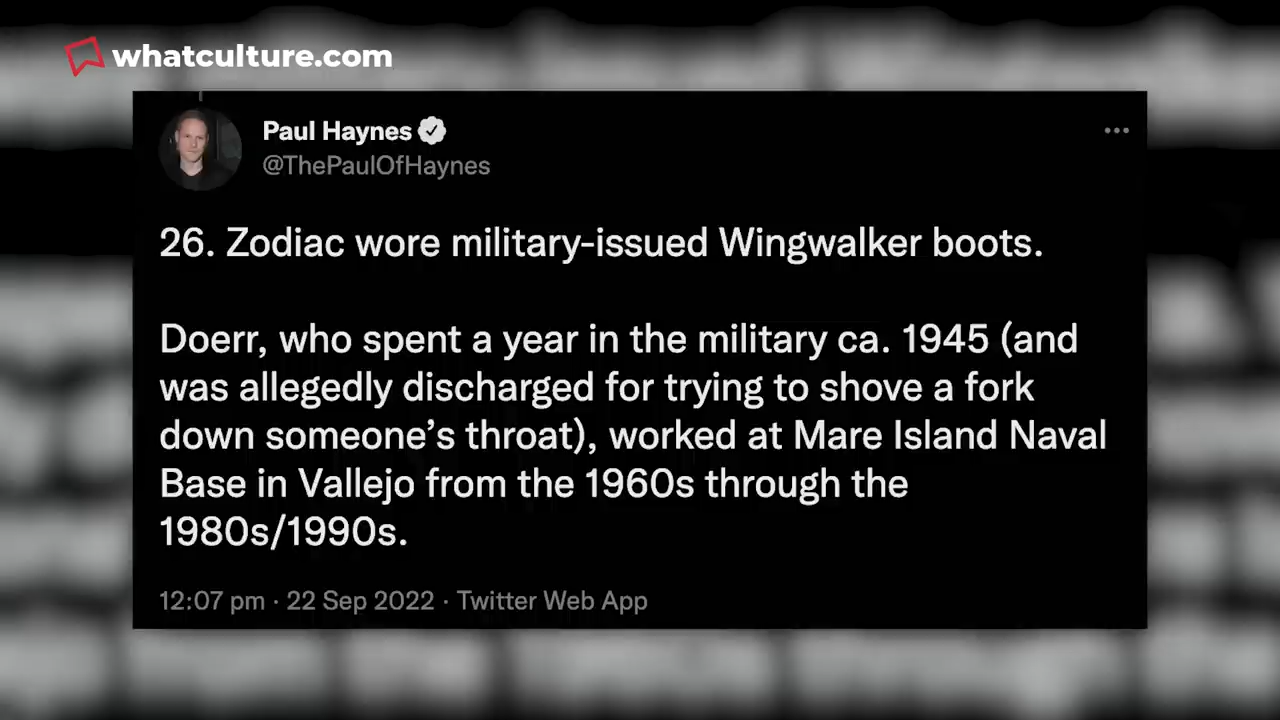 whatculture.com
Paul Haynes
@ThePaulOfHaynes
26. Zodiac wore military-issued Wingwalker boots.
Doerr, who spent a year in the military ca. 1945 (and
was allegedly discharged for trying to shove a fork
down someone’s throat), worked at Mare Island Naval
Base in Vallejo from the 1960s through the
1980s/1990s.
12:07 pm · 22 Sep 2022 · Twitter Web App